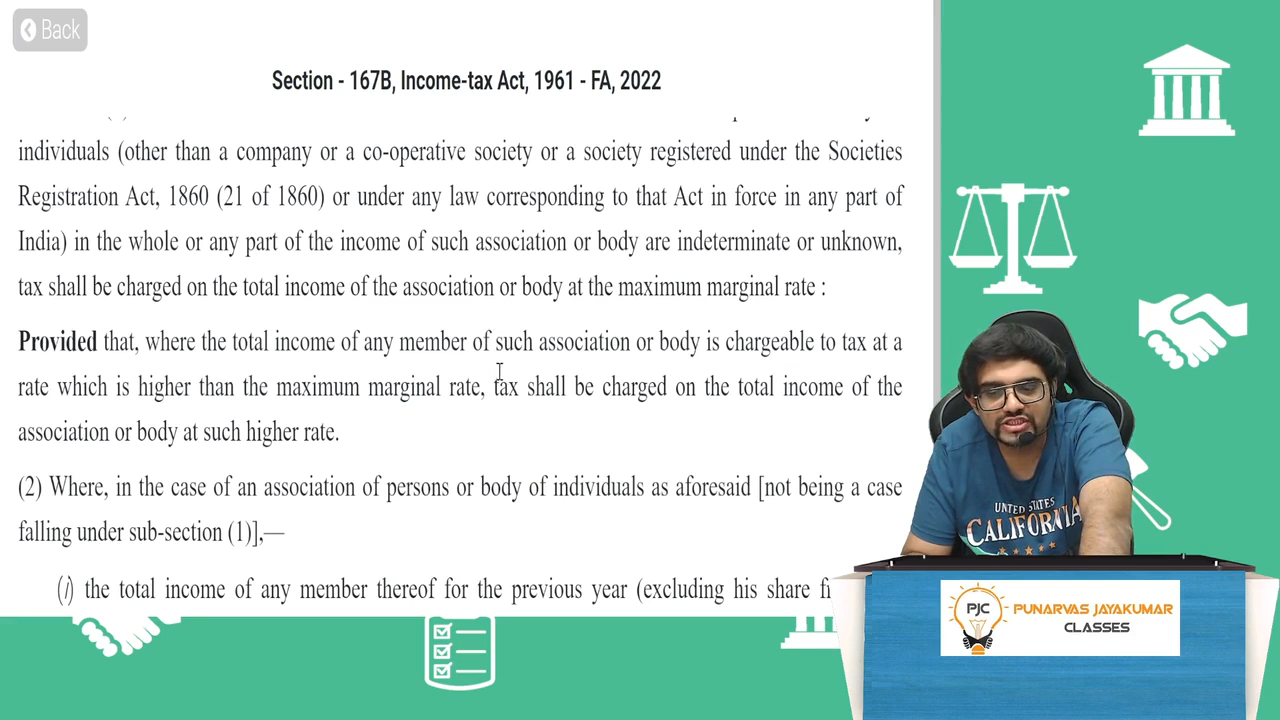 Back
Section - 167B, Income-tax Act, 1961 - FA, 2022
individuals (other than a company or a co-operative society or a society registered under the Societies
Registration Act, 1860 (21 of 1860) or under any law corresponding to that Act in force in any part of
India) in the whole or any part of the income of such association or body are indeterminate or unknown,
tax shall be charged on the total income of the association or body at the maximum marginal rate :
Provided that, where the total income of any member of such association or body is chargeable to tax at a
rate which is higher than the maximum marginal rate, tax shall be charged on the total income of the
association or body at such higher rate.
(2) Where, in the case of an association of persons or body of individuals as aforesaid [not being a case
falling under sub-section (1)],—
(i) the total income of any member thereof for the previous year (excluding his share
UNITED STATES
CALIFORNIA
PJC
PUNARVAS JAYAKUMAR
CLASSES